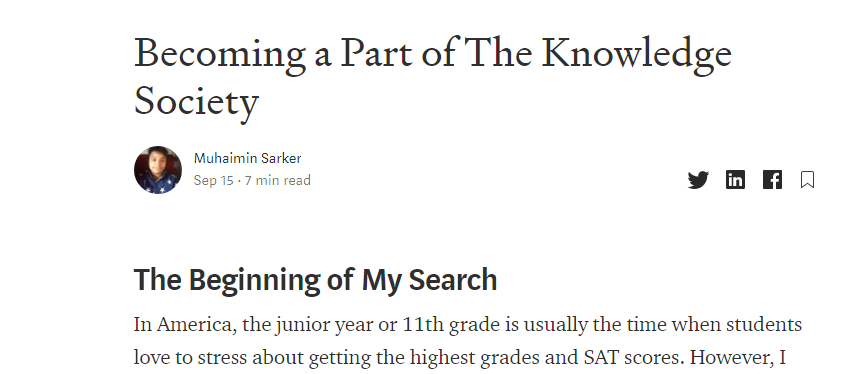 Becoming a Part of The Knowledge
Society
Muhaimin Sarker
Sep 15 · 7 min read
The Beginning of My Search
In America, the junior year or 11th grade is usually the time when students
love to stress about getting the highest grades and SAT scores. However, I